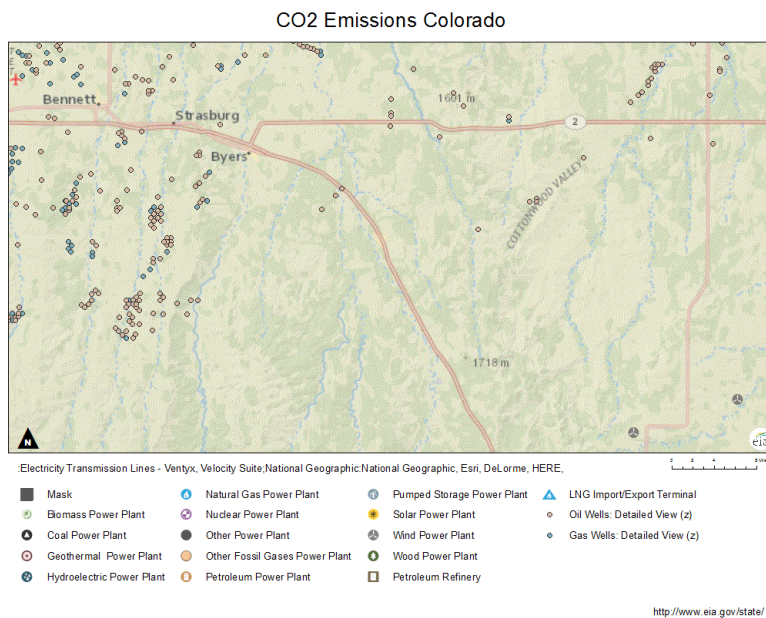 CO2 Emissions Colorado
Bennett
Strasburg
Byers
1601 m
2
COTTONWOOD VALLEY
1718 m
N
eia
0 2 4
:Electricity Transmission Lines - Ventyx, Velocity Suite;National Geographic:National Geographic, Esri, DeLorme, HERE,
Mask
Natural Gas Power Plant
Pumped Storage Power Plant
LNG Import/Export Terminal
Biomass Power Plant
Nuclear Power Plant
Solar Power Plant
Oil Wells: Detailed View (z)
Coal Power Plant
Other Power Plant
Wind Power Plant
Gas Wells: Detailed View (z)
Geothermal Power Plant
Other Fossil Gases Power Plant
Wood Power Plant
Hydroelectric Power Plant
Petroleum Power Plant
Petroleum Refinery
http://www.eia.gov/state/